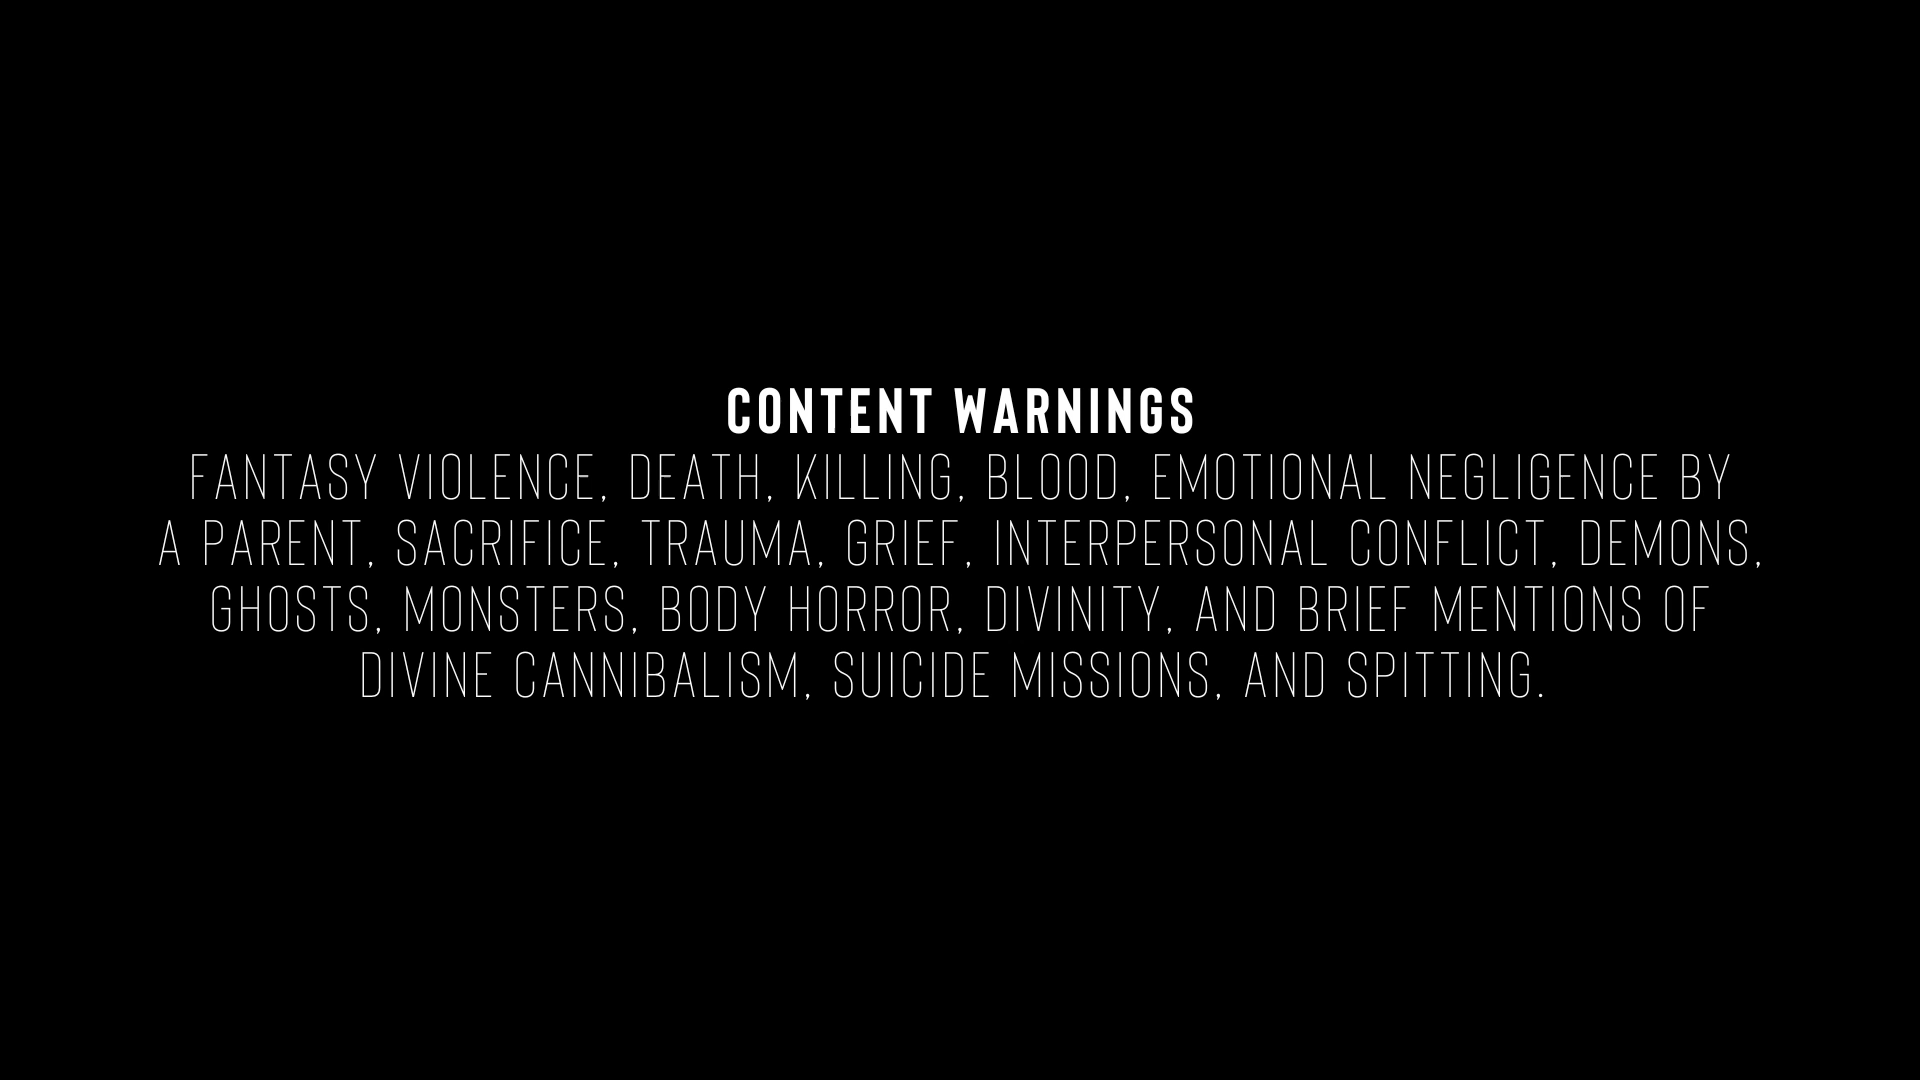 CONTENT WARNINGS
FANTASY VIOLENCE, DEATH, KILLING, BLOOD, EMOTIONAL NEGLIGENCE BY
A PARENT, SACRIFICE, TRAUMA, GRIEF, INTERPERSONAL CONFLICT, DEMONS,
GHOSTS, MONSTERS, BODY HORROR, DIVINITY, AND BRIEF MENTIONS OF
DIVINE CANNIBALISM, SUICIDE MISSIONS, AND SPITTING.